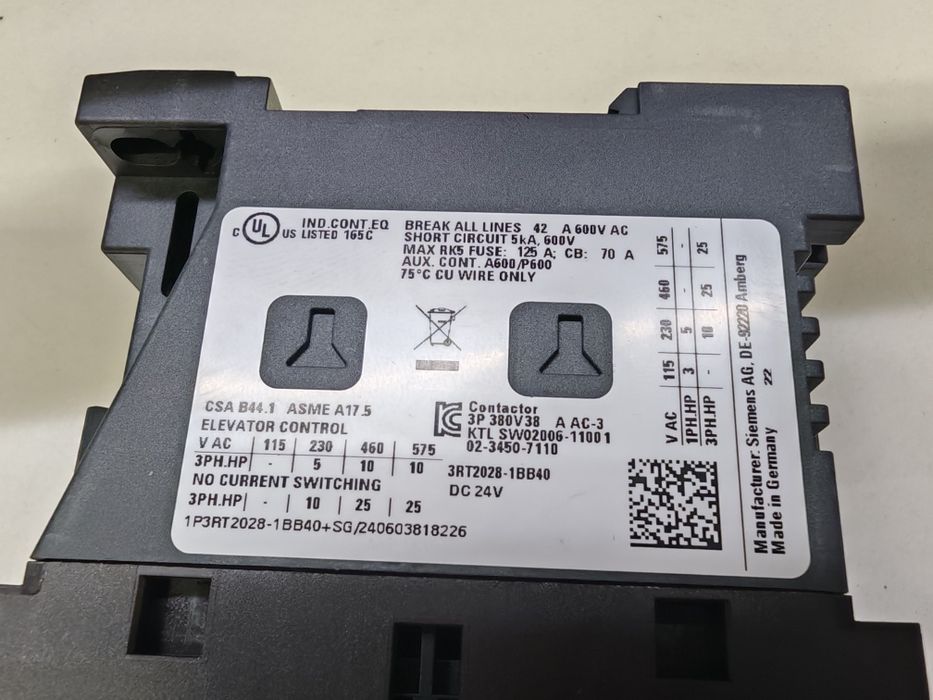 C UL US
IND.CONT.EQ
LISTED 165C
BREAK ALL LINES 42 A 600V AC
SHORT CIRCUIT 5kA, 600V
MAX RK5 FUSE: 125 A; CB: 70 A
AUX. CONT. A600/P600
75°C CU WIRE ONLY
CSA B44.1 ASME A17.5
ELEVATOR CONTROL
V AC | 115 | 230 | 460 | 575
3PH.HP | - | 5 | 10 | 10
NO CURRENT SWITCHING
3PH.HP | - | 10 | 25 | 25
1P3RT2028-1BB40+SG/240603818226
Contactor
3P 380V38 A AC-3
KTL SW02006-11001
02-3450-7110
3RT2028-1BB40
DC 24V
V AC | 115 | 230 | 460 | 575
1PH.HP | 3 | 5 | - | -
3PH.HP | - | 10 | 25 | 25
Manufacturer: Siemens AG, DE-92220 Amberg
Made in Germany 22